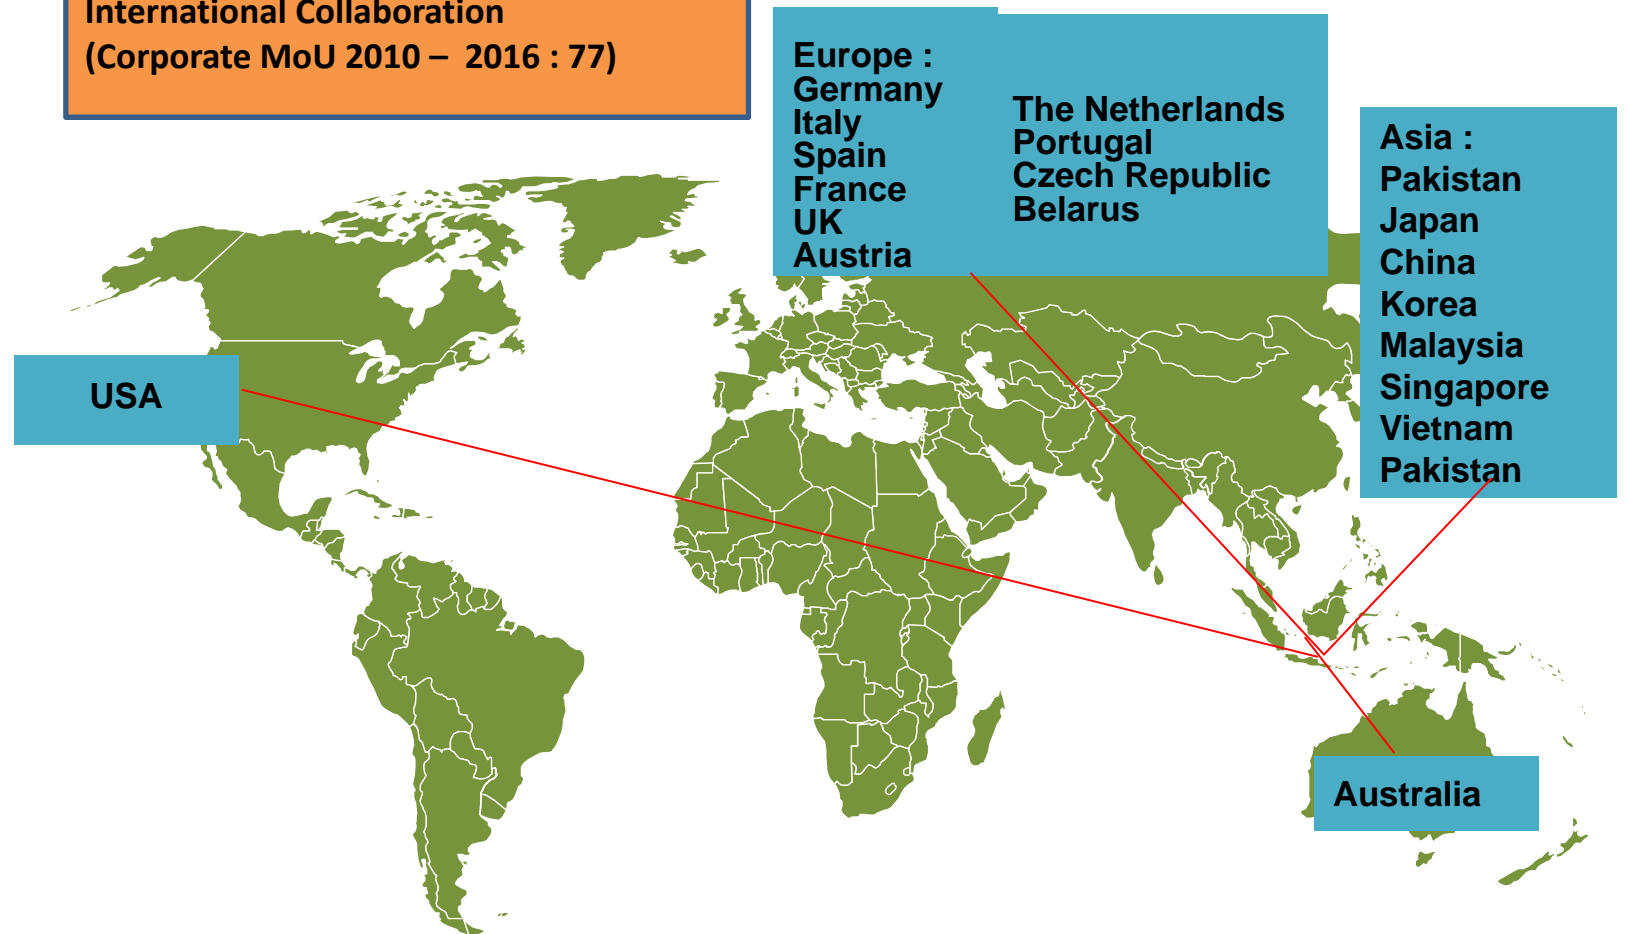 International Collaboration
(Corporate MoU 2010 – 2016 : 77)
Europe :
Germany
Italy
Spain
France
UK
Austria
The Netherlands
Portugal
Czech Republic
Belarus
Asia :
Pakistan
Japan
China
Korea
Malaysia
Singapore
Vietnam
Pakistan
USA
Australia